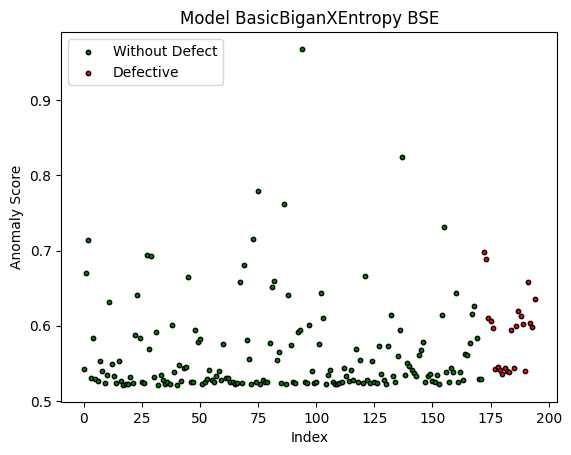 Model BasicBiganXEntropy BSE
Without Defect
Defective
0.9
0.8
0.7
0.6
0.5
Anomaly Score
0 25 50 75 100 125 150 175 200
Index